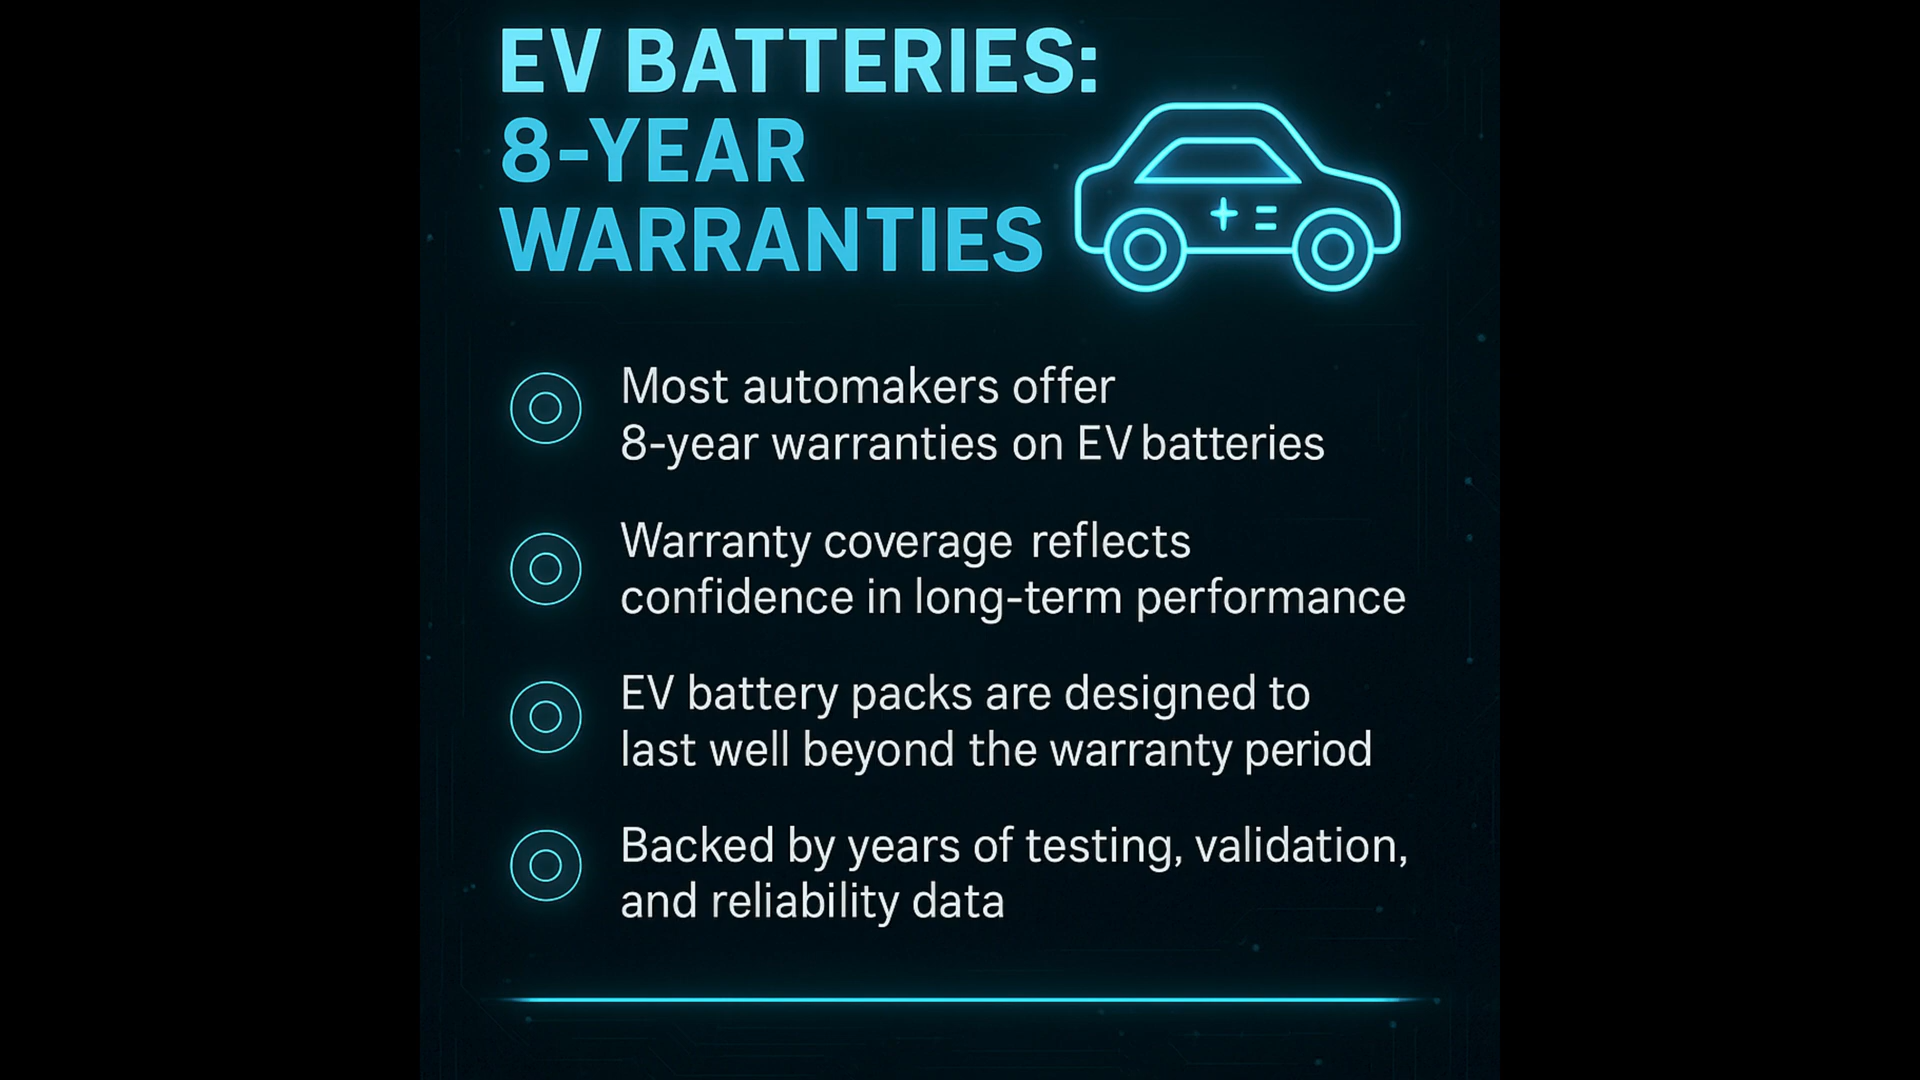 EV BATTERIES:
8-YEAR
WARRANTIES
Most automakers offer
8-year warranties on EV batteries
Warranty coverage reflects
confidence in long-term performance
EV battery packs are designed to
last well beyond the warranty period
Backed by years of testing, validation,
and reliability data